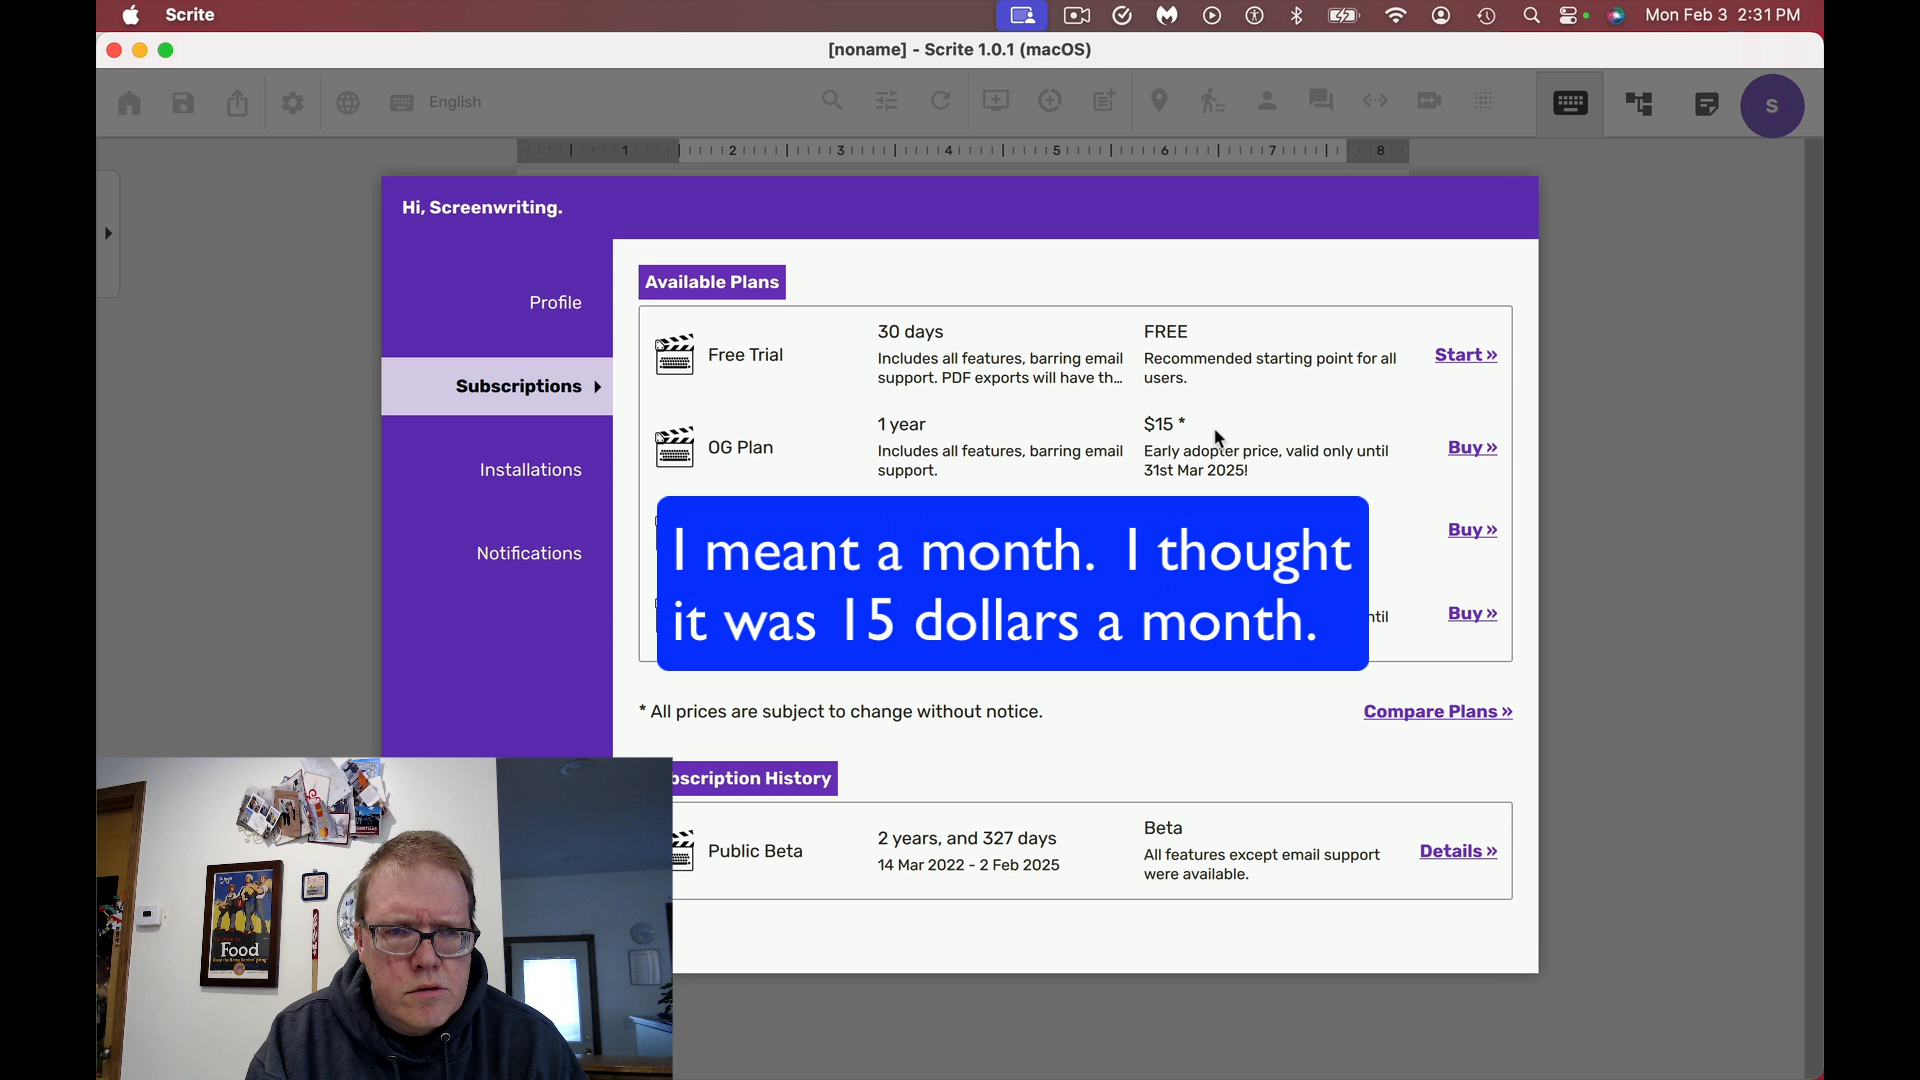 Scrite
Mon Feb 3 2:31 PM
[noname] - Scrite 1.0.1 (macOS)
English
S
1 2 3 4 5 6 7 8
Hi, Screenwriting.
Profile
Subscriptions
Installations
Notifications
Available Plans
Free Trial
30 days
Includes all features, barring email
support. PDF exports will have th...
FREE
Recommended starting point for all
users.
Start »
OG Plan
1 year
Includes all features, barring email
support.
$15 *
Early adopter price, valid only until
31st Mar 2025!
Buy »
Buy »
Buy »
I meant a month. I thought
it was 15 dollars a month.
* All prices are subject to change without notice.
Compare Plans »
bscription History
Public Beta
2 years, and 327 days
14 Mar 2022 - 2 Feb 2025
Beta
All features except email support
were available.
Details »
Food